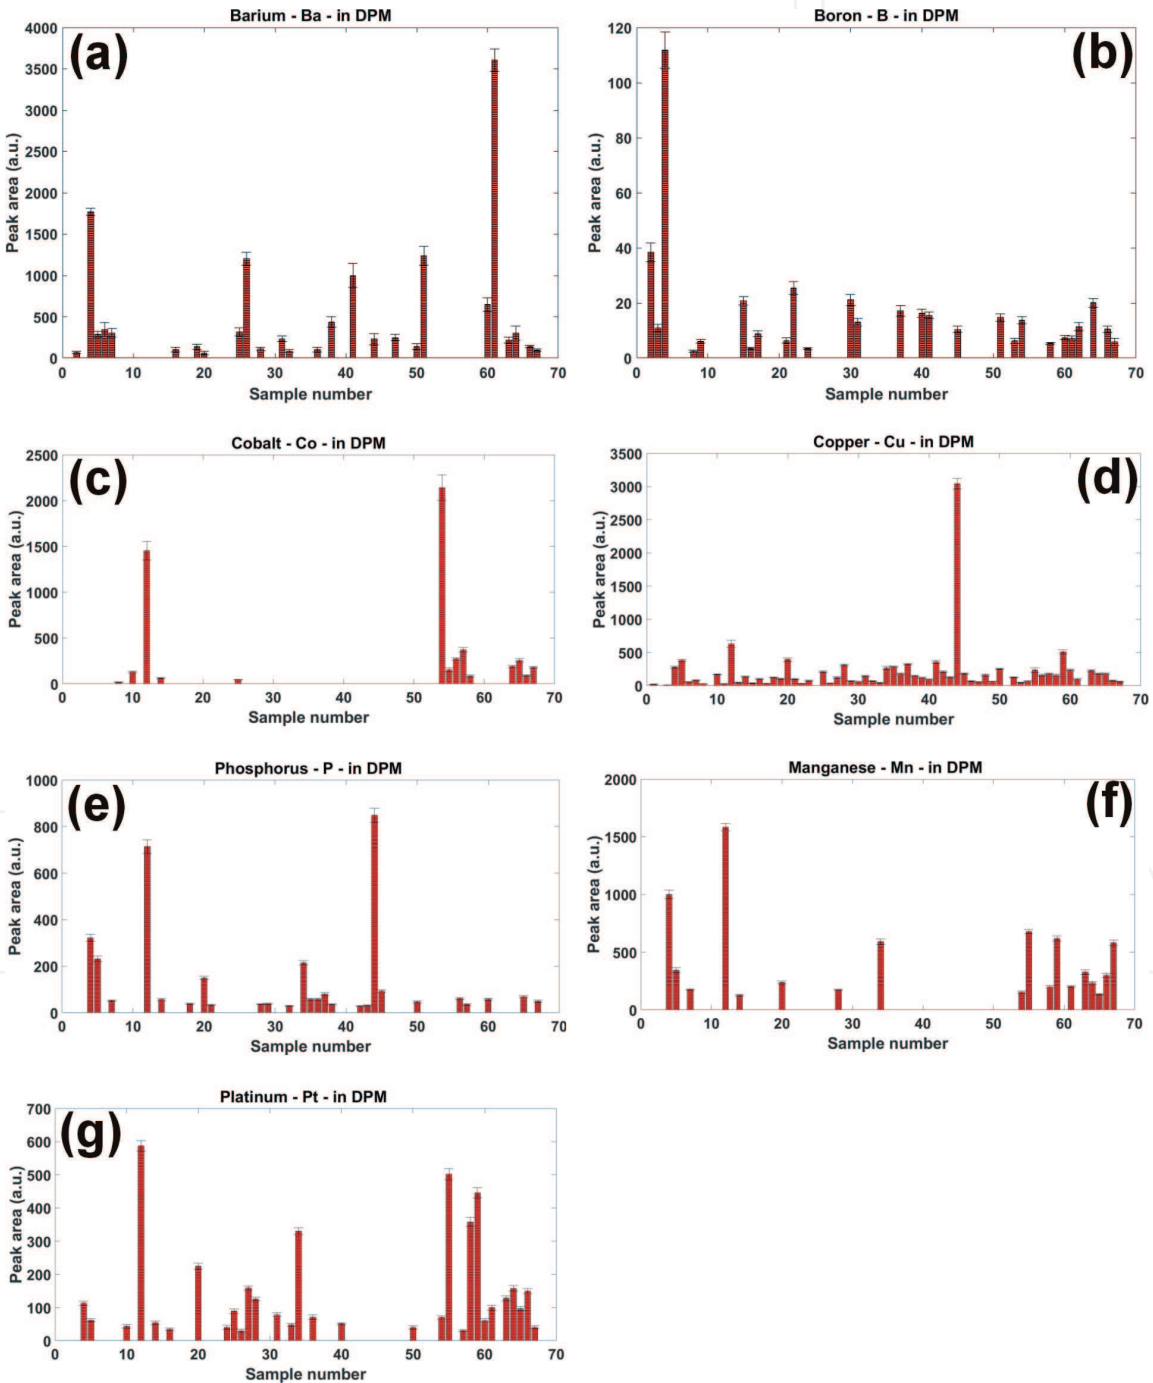 Barium - Ba - in DPM
(a)
Peak area (a.u.)
4000
3500
3000
2500
2000
1500
1000
500
0
0 10 20 30 40 50 60 70
Sample number
Boron - B - in DPM
(b)
Peak area (a.u.)
120
100
80
60
40
20
0
0 10 20 30 40 50 60 70
Sample number
Cobalt - Co - in DPM
(c)
Peak area (a.u.)
2500
2000
1500
1000
500
0
0 10 20 30 40 50 60 70
Sample number
Copper - Cu - in DPM
(d)
Peak area (a.u.)
3500
3000
2500
2000
1500
1000
500
0
0 10 20 30 40 50 60 70
Sample number
Phosphorus - P - in DPM
(e)
Peak area (a.u.)
1000
800
600
400
200
0
0 10 20 30 40 50 60 70
Sample number
Manganese - Mn - in DPM
(f)
Peak area (a.u.)
2000
1500
1000
500
0
0 10 20 30 40 50 60 70
Sample number
Platinum - Pt - in DPM
(g)
Peak area (a.u.)
700
600
500
400
300
200
100
0
0 10 20 30 40 50 60 70
Sample number